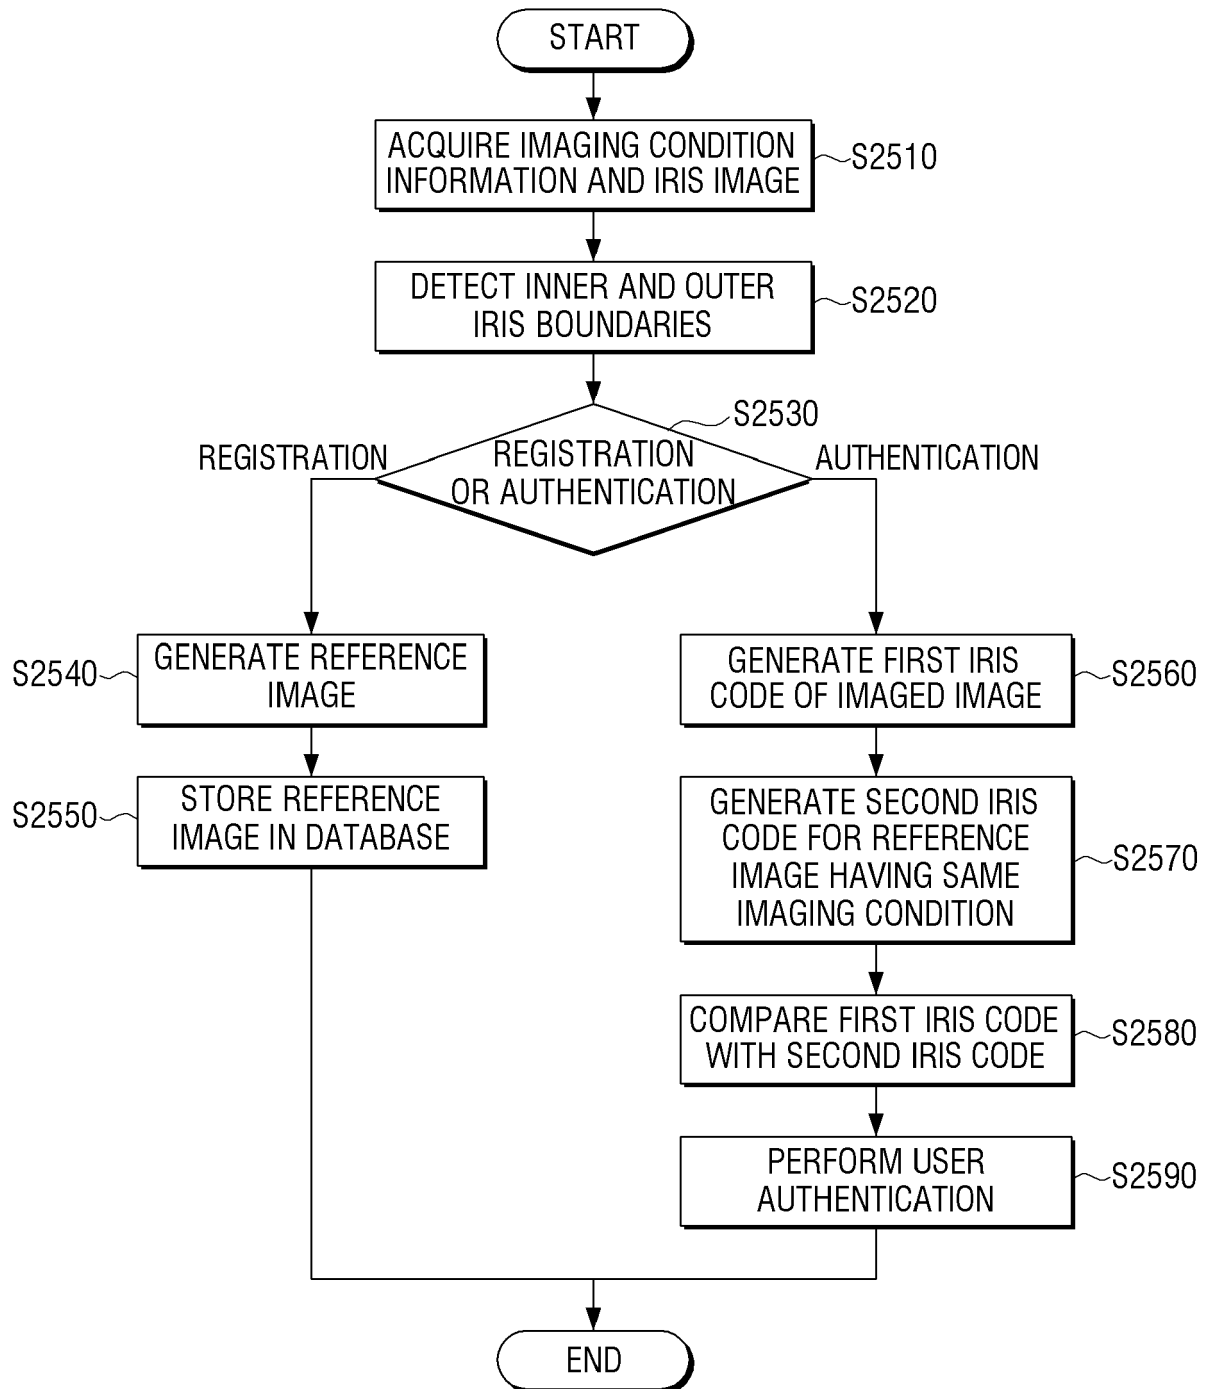 START
ACQUIRE IMAGING CONDITION
INFORMATION AND IRIS IMAGE
S2510
DETECT INNER AND OUTER
IRIS BOUNDARIES
S2520
S2530
REGISTRATION
REGISTRATION
OR AUTHENTICATION
AUTHENTICATION
S2540
GENERATE REFERENCE
IMAGE
S2550
STORE REFERENCE
IMAGE IN DATABASE
GENERATE FIRST IRIS
CODE OF IMAGED IMAGE
S2560
GENERATE SECOND IRIS
CODE FOR REFERENCE
IMAGE HAVING SAME
IMAGING CONDITION
S2570
COMPARE FIRST IRIS CODE
WITH SECOND IRIS CODE
S2580
PERFORM USER
AUTHENTICATION
S2590
END